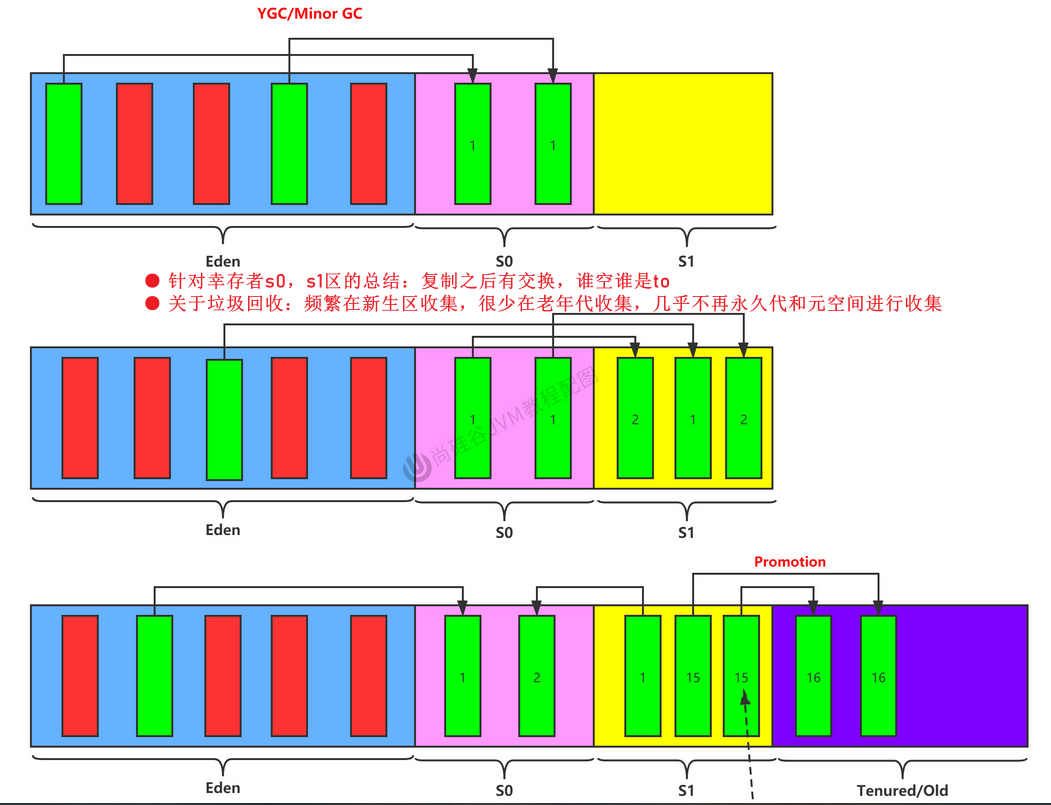 YGC/Minor GC
1 1
Eden S0 S1
● 针对幸存者s0，s1区的总结：复制之后有交换，谁空谁是to
● 关于垃圾回收：频繁在新生区收集，很少在老年代收集，几乎不再永久代和元空间进行收集
1 1 2 1 2
尚硅谷JVM教程配图
Eden S0 S1
Promotion
1 2 1 15 15 16 16
Eden S0 S1 Tenured/Old